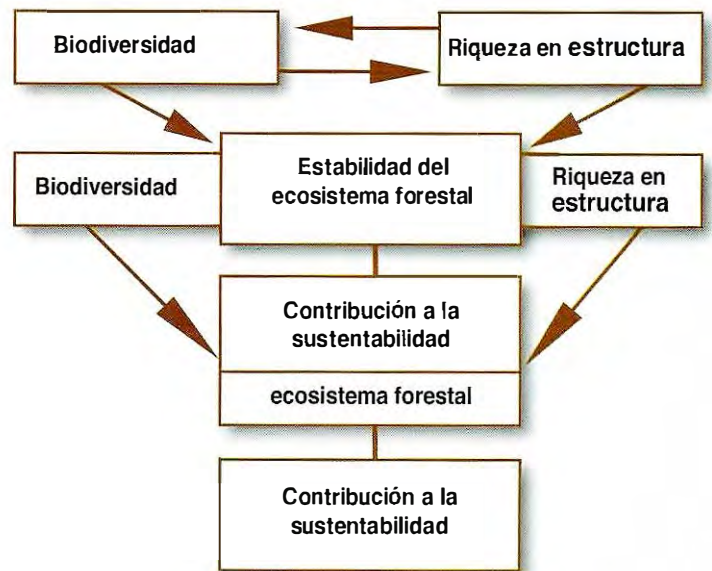 Biodiversidad
Riqueza en estructura
Estabilidad del
ecosistema forestal
Biodiversidad
Riqueza en
estructura
Contribución a la
sustentabilidad
ecosistema forestal
Contribución a la
sustentabilidad